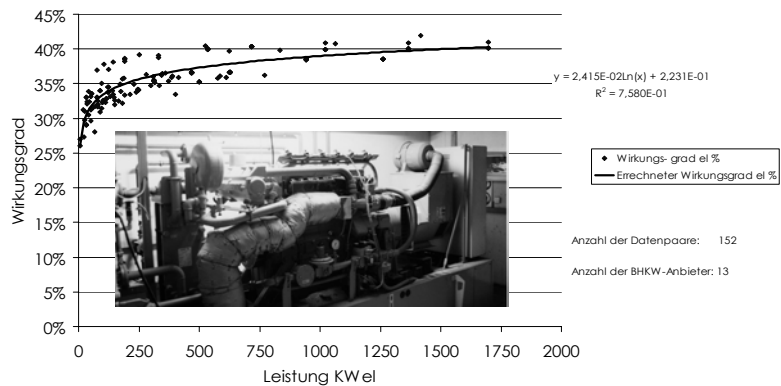 45%
40%
35%
30%
25%
20%
15%
10%
5%
0%
Wirkungsgrad
0 250 500 750 1000 1250 1500 1750 2000
Leistung KWel
y = 2,415E-02Ln(x) + 2,231E-01
R² = 7,580E-01
Wirkungs- grad el %
Errechneter Wirkungsgrad el %
Anzahl der Datenpaare: 152
Anzahl der BHKW-Anbieter: 13